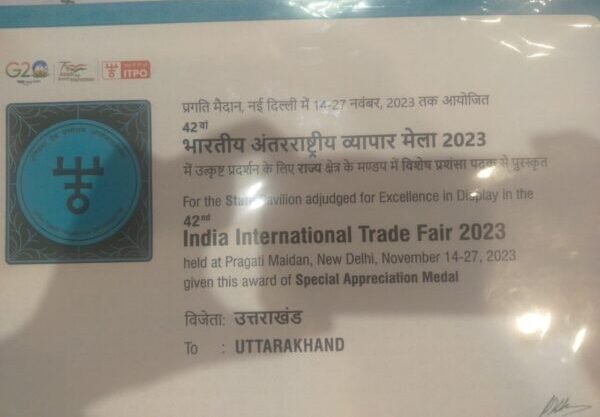 G20
ITPO
प्रगति मैदान, नई दिल्ली में 14-27 नवंबर, 2023 तक आयोजित
42वां
भारतीय अंतरराष्ट्रीय व्यापार मेला 2023
में उत्कृष्ट प्रदर्शन के लिए राज्य क्षेत्र के मण्डप में विशेष प्रशंसा पदक से पुरस्कृत
For the State Pavilion adjudged for Excellence in Display in the
42nd
India International Trade Fair 2023
held at Pragati Maidan, New Delhi, November 14-27, 2023
given this award of Special Appreciation Medal
विजेता: उत्तराखंड
To : UTTARAKHAND